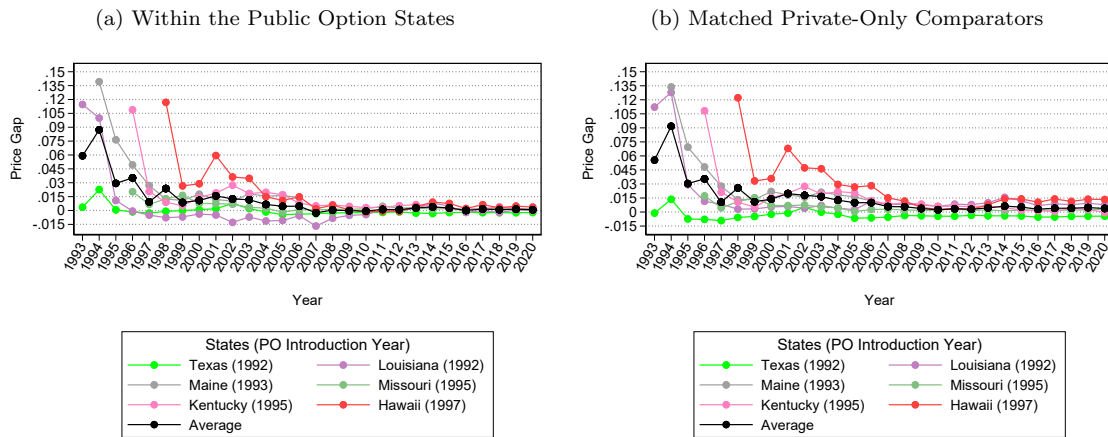 (a) Within the Public Option States
.15
.135
.12
.105
.09
.075
.06
.045
.03
.015
0
-.015
Price Gap
1993 1994 1995 1996 1997 1998 1999 2000 2001 2002 2003 2004 2005 2006 2007 2008 2009 2010 2011 2012 2013 2014 2015 2016 2017 2018 2019 2020
Year
States (PO Introduction Year)
Texas (1992) Louisiana (1992)
Maine (1993) Missouri (1995)
Kentucky (1995) Hawaii (1997)
Average
(b) Matched Private-Only Comparators
.15
.135
.12
.105
.09
.075
.06
.045
.03
.015
0
-.015
Price Gap
1993 1994 1995 1996 1997 1998 1999 2000 2001 2002 2003 2004 2005 2006 2007 2008 2009 2010 2011 2012 2013 2014 2015 2016 2017 2018 2019 2020
Year
States (PO Introduction Year)
Texas (1992) Louisiana (1992)
Maine (1993) Missouri (1995)
Kentucky (1995) Hawaii (1997)
Average